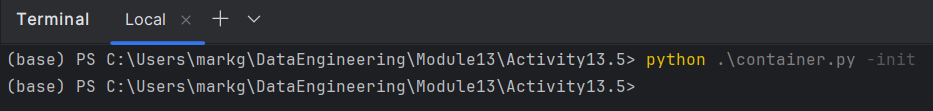 Terminal Local × +
(base) PS C:\Users\markg\DataEngineering\Module13\Activity13.5> python .\container.py -init
(base) PS C:\Users\markg\DataEngineering\Module13\Activity13.5>